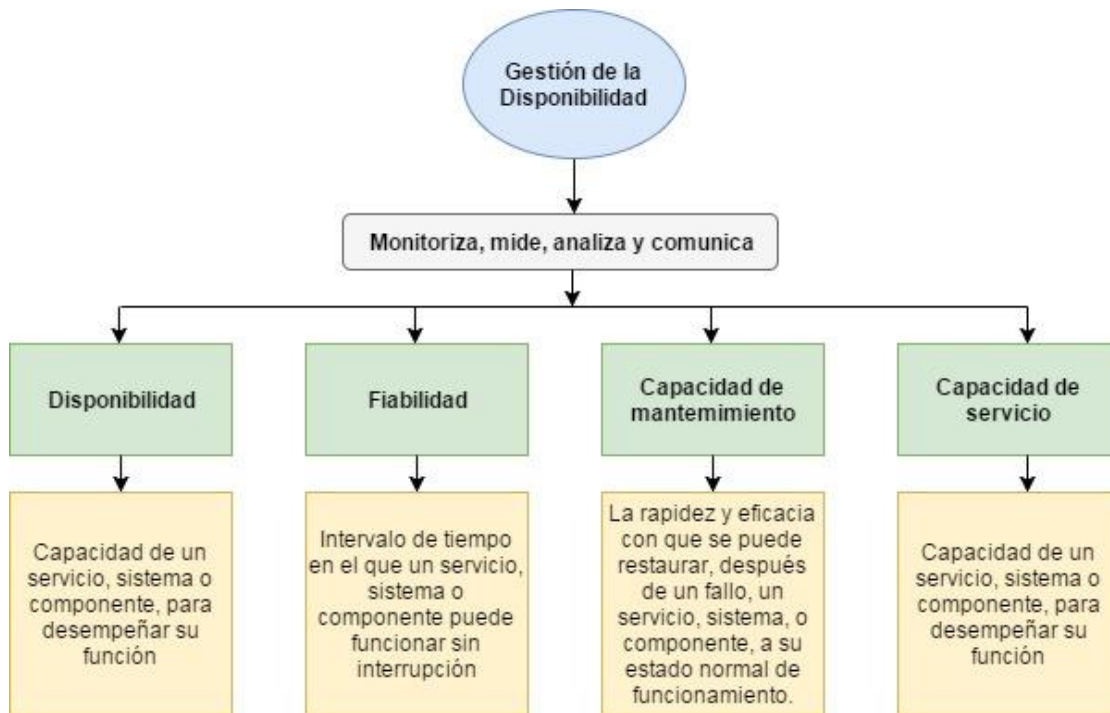 Gestión de la
Disponibilidad
Monitoriza, mide, analiza y comunica
Disponibilidad
Fiabilidad
Capacidad de
mantemimiento
Capacidad de
servicio
Capacidad de un
servicio, sistema o
componente, para
desempeñar su
función
Intervalo de tiempo
en el que un servicio,
sistema o
componente puede
funcionar sin
interrupción
La rapidez y eficacia
con que se puede
restaurar, después
de un fallo, un
servicio, sistema, o
componente, a su
estado normal de
funcionamiento.
Capacidad de un
servicio, sistema o
componente, para
desempeñar su
función